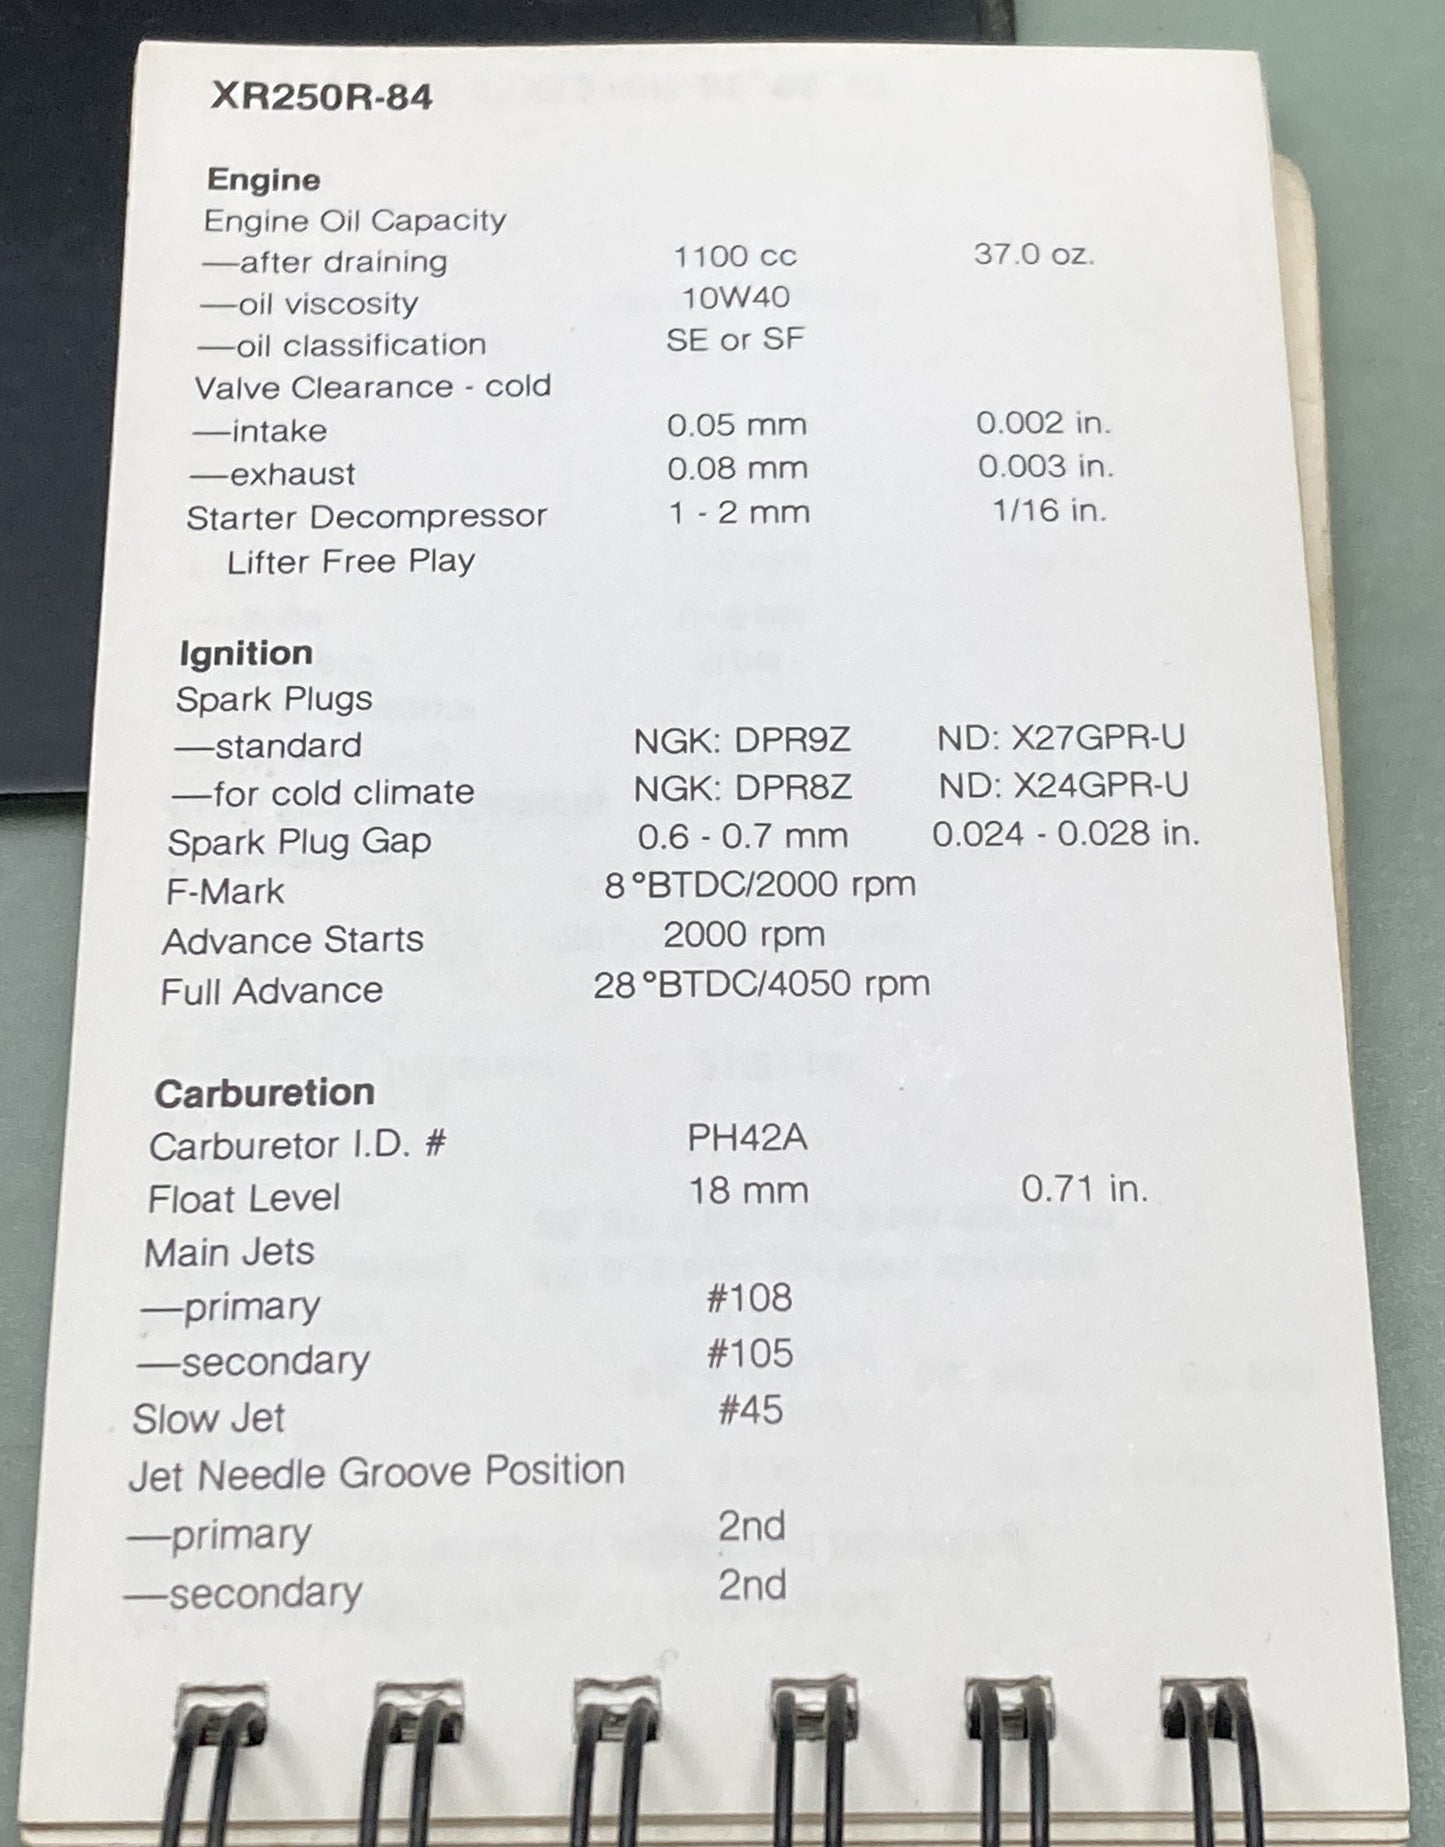 XR250R-84
Engine
Engine Oil Capacity
—after draining 1100 cc 37.0 oz.
—oil viscosity 10W40
—oil classification SE or SF
Valve Clearance - cold
—intake 0.05 mm 0.002 in.
—exhaust 0.08 mm 0.003 in.
Starter Decompressor 1 - 2 mm 1/16 in.
Lifter Free Play
Ignition
Spark Plugs
—standard NGK: DPR9Z ND: X27GPR-U
—for cold climate NGK: DPR8Z ND: X24GPR-U
Spark Plug Gap 0.6 - 0.7 mm 0.024 - 0.028 in.
F-Mark 8°BTDC/2000 rpm
Advance Starts 2000 rpm
Full Advance 28°BTDC/4050 rpm
Carburetion
Carburetor I.D. # PH42A
Float Level 18 mm 0.71 in.
Main Jets
—primary #108
—secondary #105
Slow Jet #45
Jet Needle Groove Position
—primary 2nd
—secondary 2nd